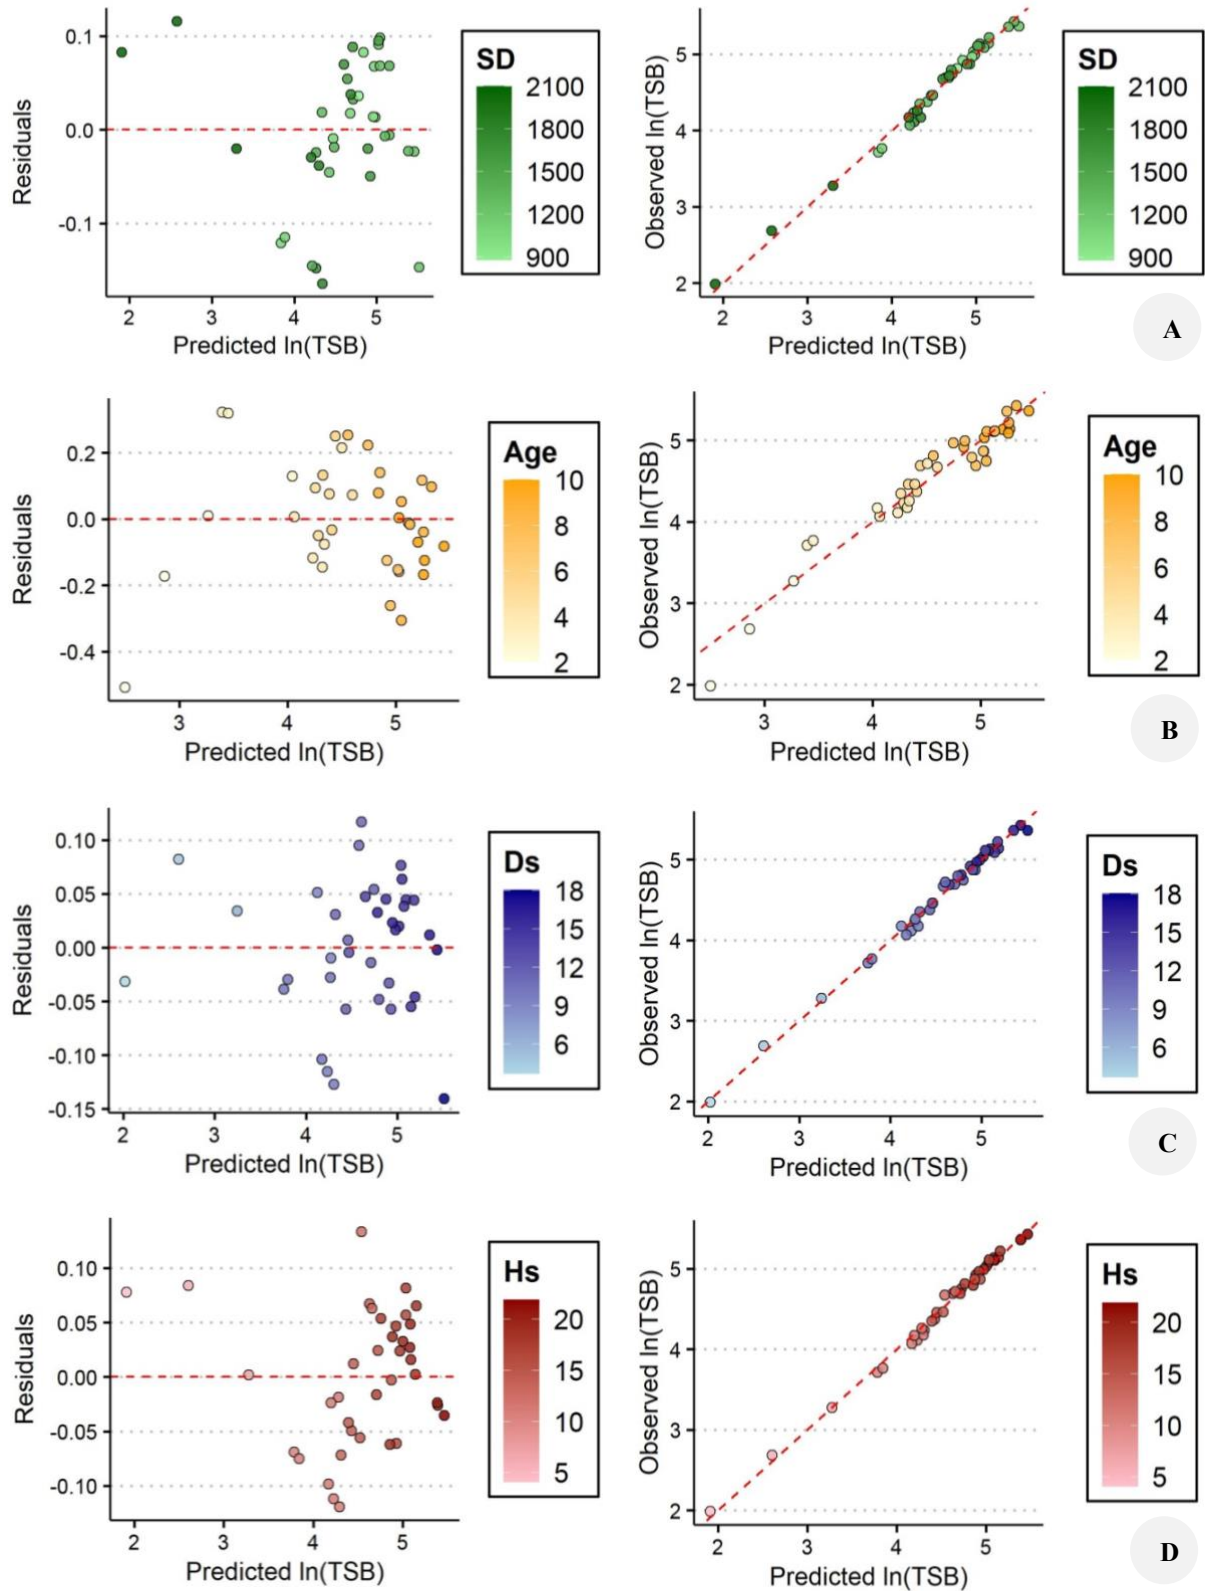 0.1
0.0
-0.1
Residuals
2 3 4 5
Predicted ln(TSB)
SD
2100
1800
1500
1200
900
5
4
3
2
Observed ln(TSB)
2 3 4 5
Predicted ln(TSB)
SD
2100
1800
1500
1200
900
A
0.2
0.0
-0.2
-0.4
Residuals
3 4 5
Predicted ln(TSB)
Age
10
8
6
4
2
5
4
3
2
Observed ln(TSB)
3 4 5
Predicted ln(TSB)
Age
10
8
6
4
2
B
0.10
0.05
0.00
-0.05
-0.10
-0.15
Residuals
2 3 4 5
Predicted ln(TSB)
Ds
18
15
12
9
6
5
4
3
2
Observed ln(TSB)
2 3 4 5
Predicted ln(TSB)
Ds
18
15
12
9
6
C
0.10
0.05
0.00
-0.05
-0.10
Residuals
2 3 4 5
Predicted ln(TSB)
Hs
20
15
10
5
5
4
3
2
Observed ln(TSB)
2 3 4 5
Predicted ln(TSB)
Hs
20
15
10
5
D